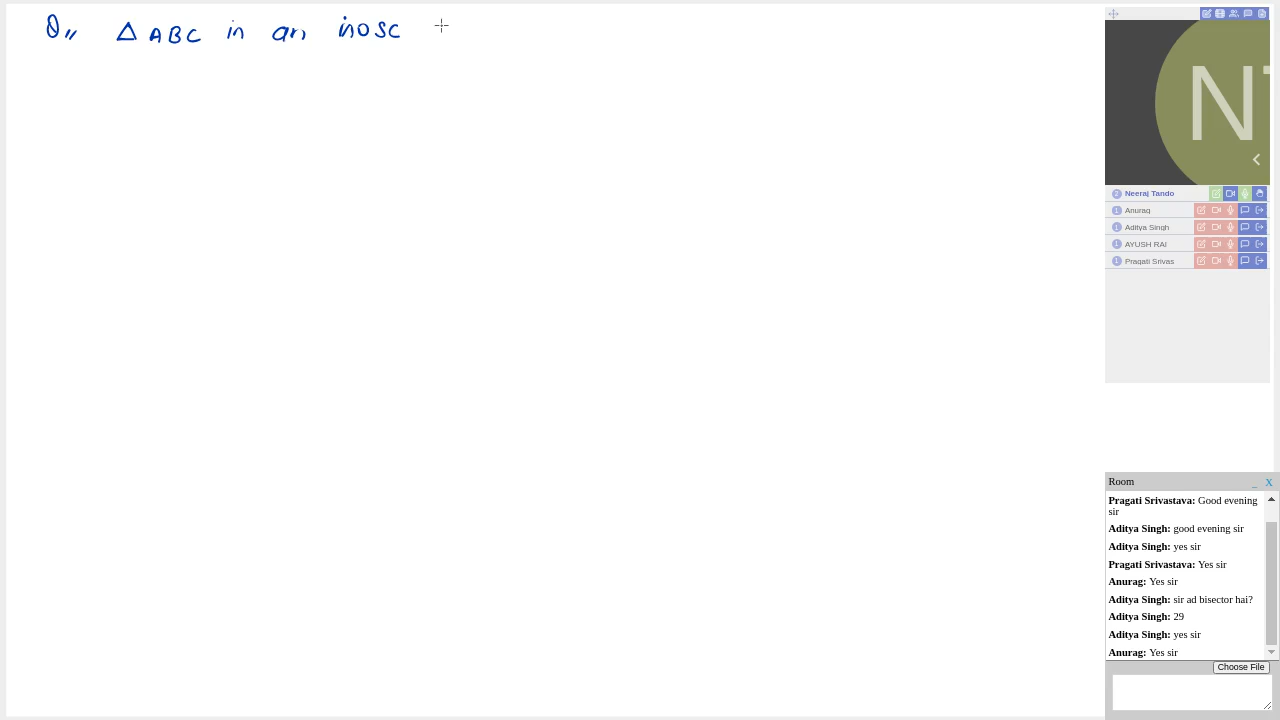 Q,, △ ABC in an inosc
NT
Neeraj Tando
Anurag
Aditya Singh
AYUSH RAI
Pragati Srivas
Room _ X
Pragati Srivastava: Good evening
sir
Aditya Singh: good evening sir
Aditya Singh: yes sir
Pragati Srivastava: Yes sir
Anurag: Yes sir
Aditya Singh: sir ad bisector hai?
Aditya Singh: 29
Aditya Singh: yes sir
Anurag: Yes sir
Choose File